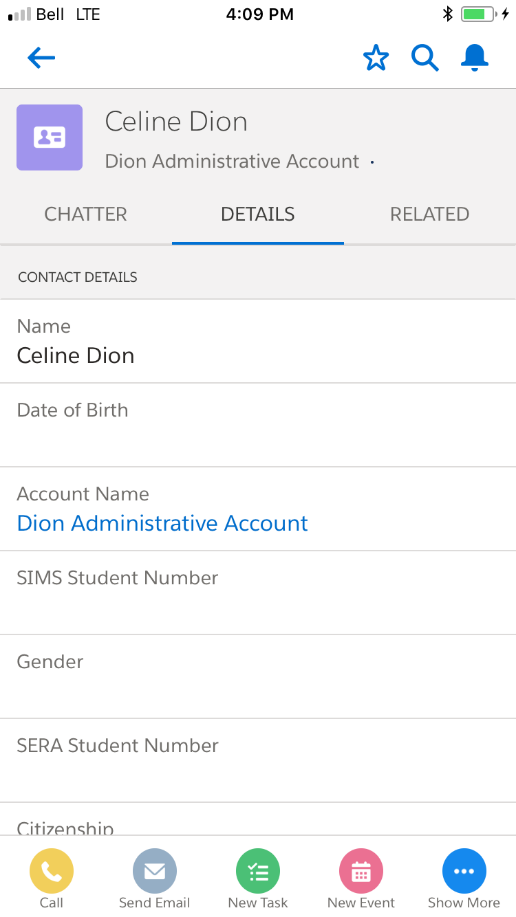 Bell LTE 4:09 PM
Celine Dion
Dion Administrative Account •
CHATTER DETAILS RELATED
CONTACT DETAILS
Name
Celine Dion
Date of Birth
Account Name
Dion Administrative Account
SIMS Student Number
Gender
SERA Student Number
Citizenship
Call Send Email New Task New Event Show More